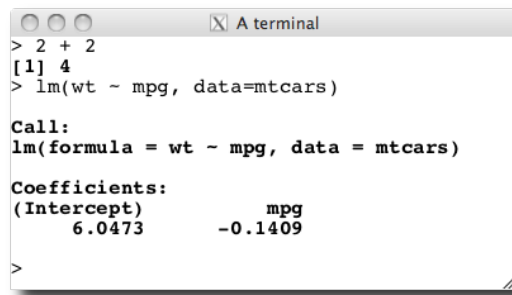 A terminal
> 2 + 2
[1] 4
> lm(wt ~ mpg, data=mtcars)
Call:
lm(formula = wt ~ mpg, data = mtcars)
Coefficients:
(Intercept)          mpg
     6.0473      -0.1409
>